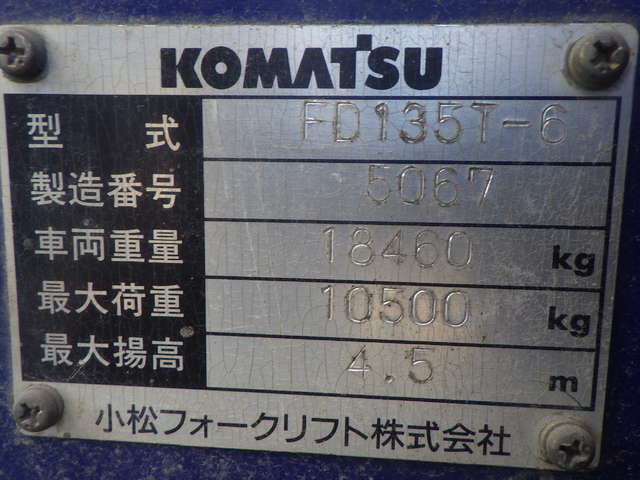 KOMATSU
型 式 FD135T-6
製造番号 5067
車両重量 18460 kg
最大荷重 10500 kg
最大揚高 4.5 m
小松フォークリフト株式会社